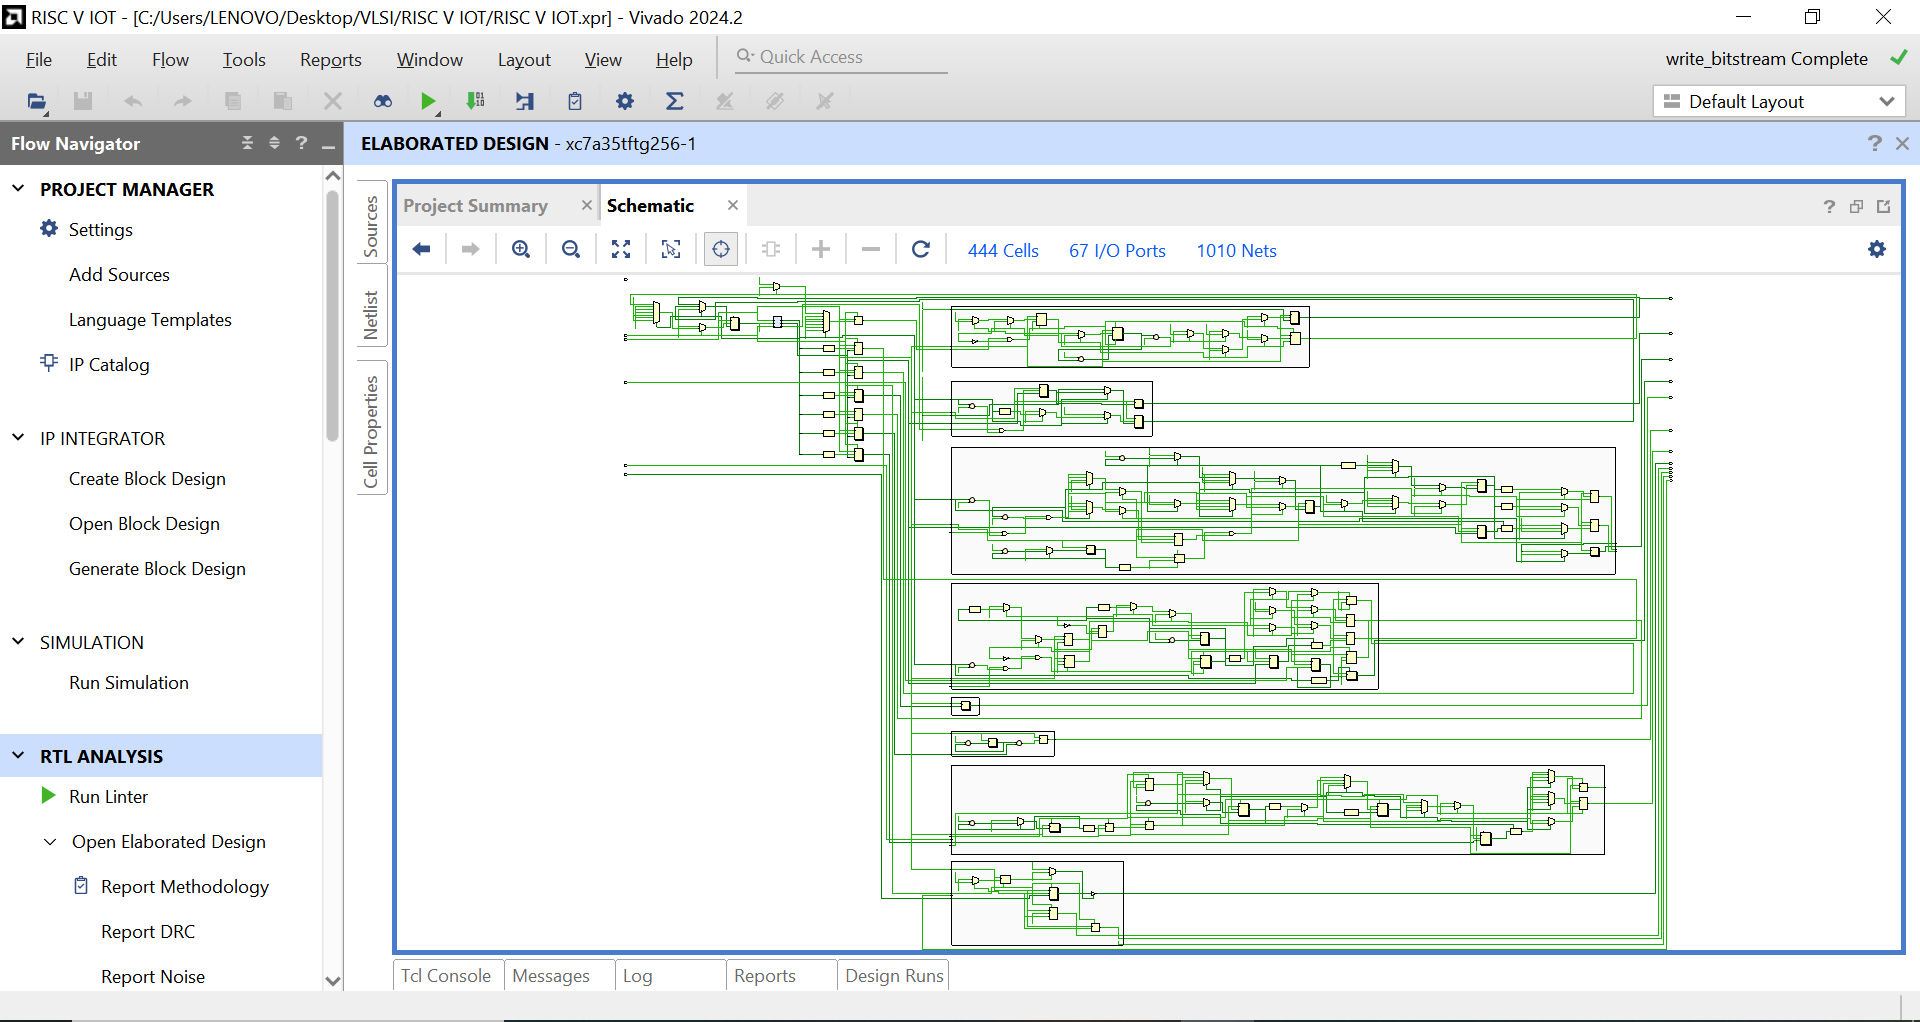 RISC V IOT - [C:/Users/LENOVO/Desktop/VLSI/RISC V IOT/RISC V IOT.xpr] - Vivado 2024.2
File Edit Flow Tools Reports Window Layout View Help Quick Access write_bitstream Complete
Default Layout
Flow Navigator
ELABORATED DESIGN - xc7a35tftg256-1
PROJECT MANAGER
Settings
Add Sources
Language Templates
IP Catalog
IP INTEGRATOR
Create Block Design
Open Block Design
Generate Block Design
SIMULATION
Run Simulation
RTL ANALYSIS
Run Linter
Open Elaborated Design
Report Methodology
Report DRC
Report Noise
Sources
Netlist
Cell Properties
Project Summary Schematic
444 Cells 67 I/O Ports 1010 Nets
Tcl Console Messages Log Reports Design Runs